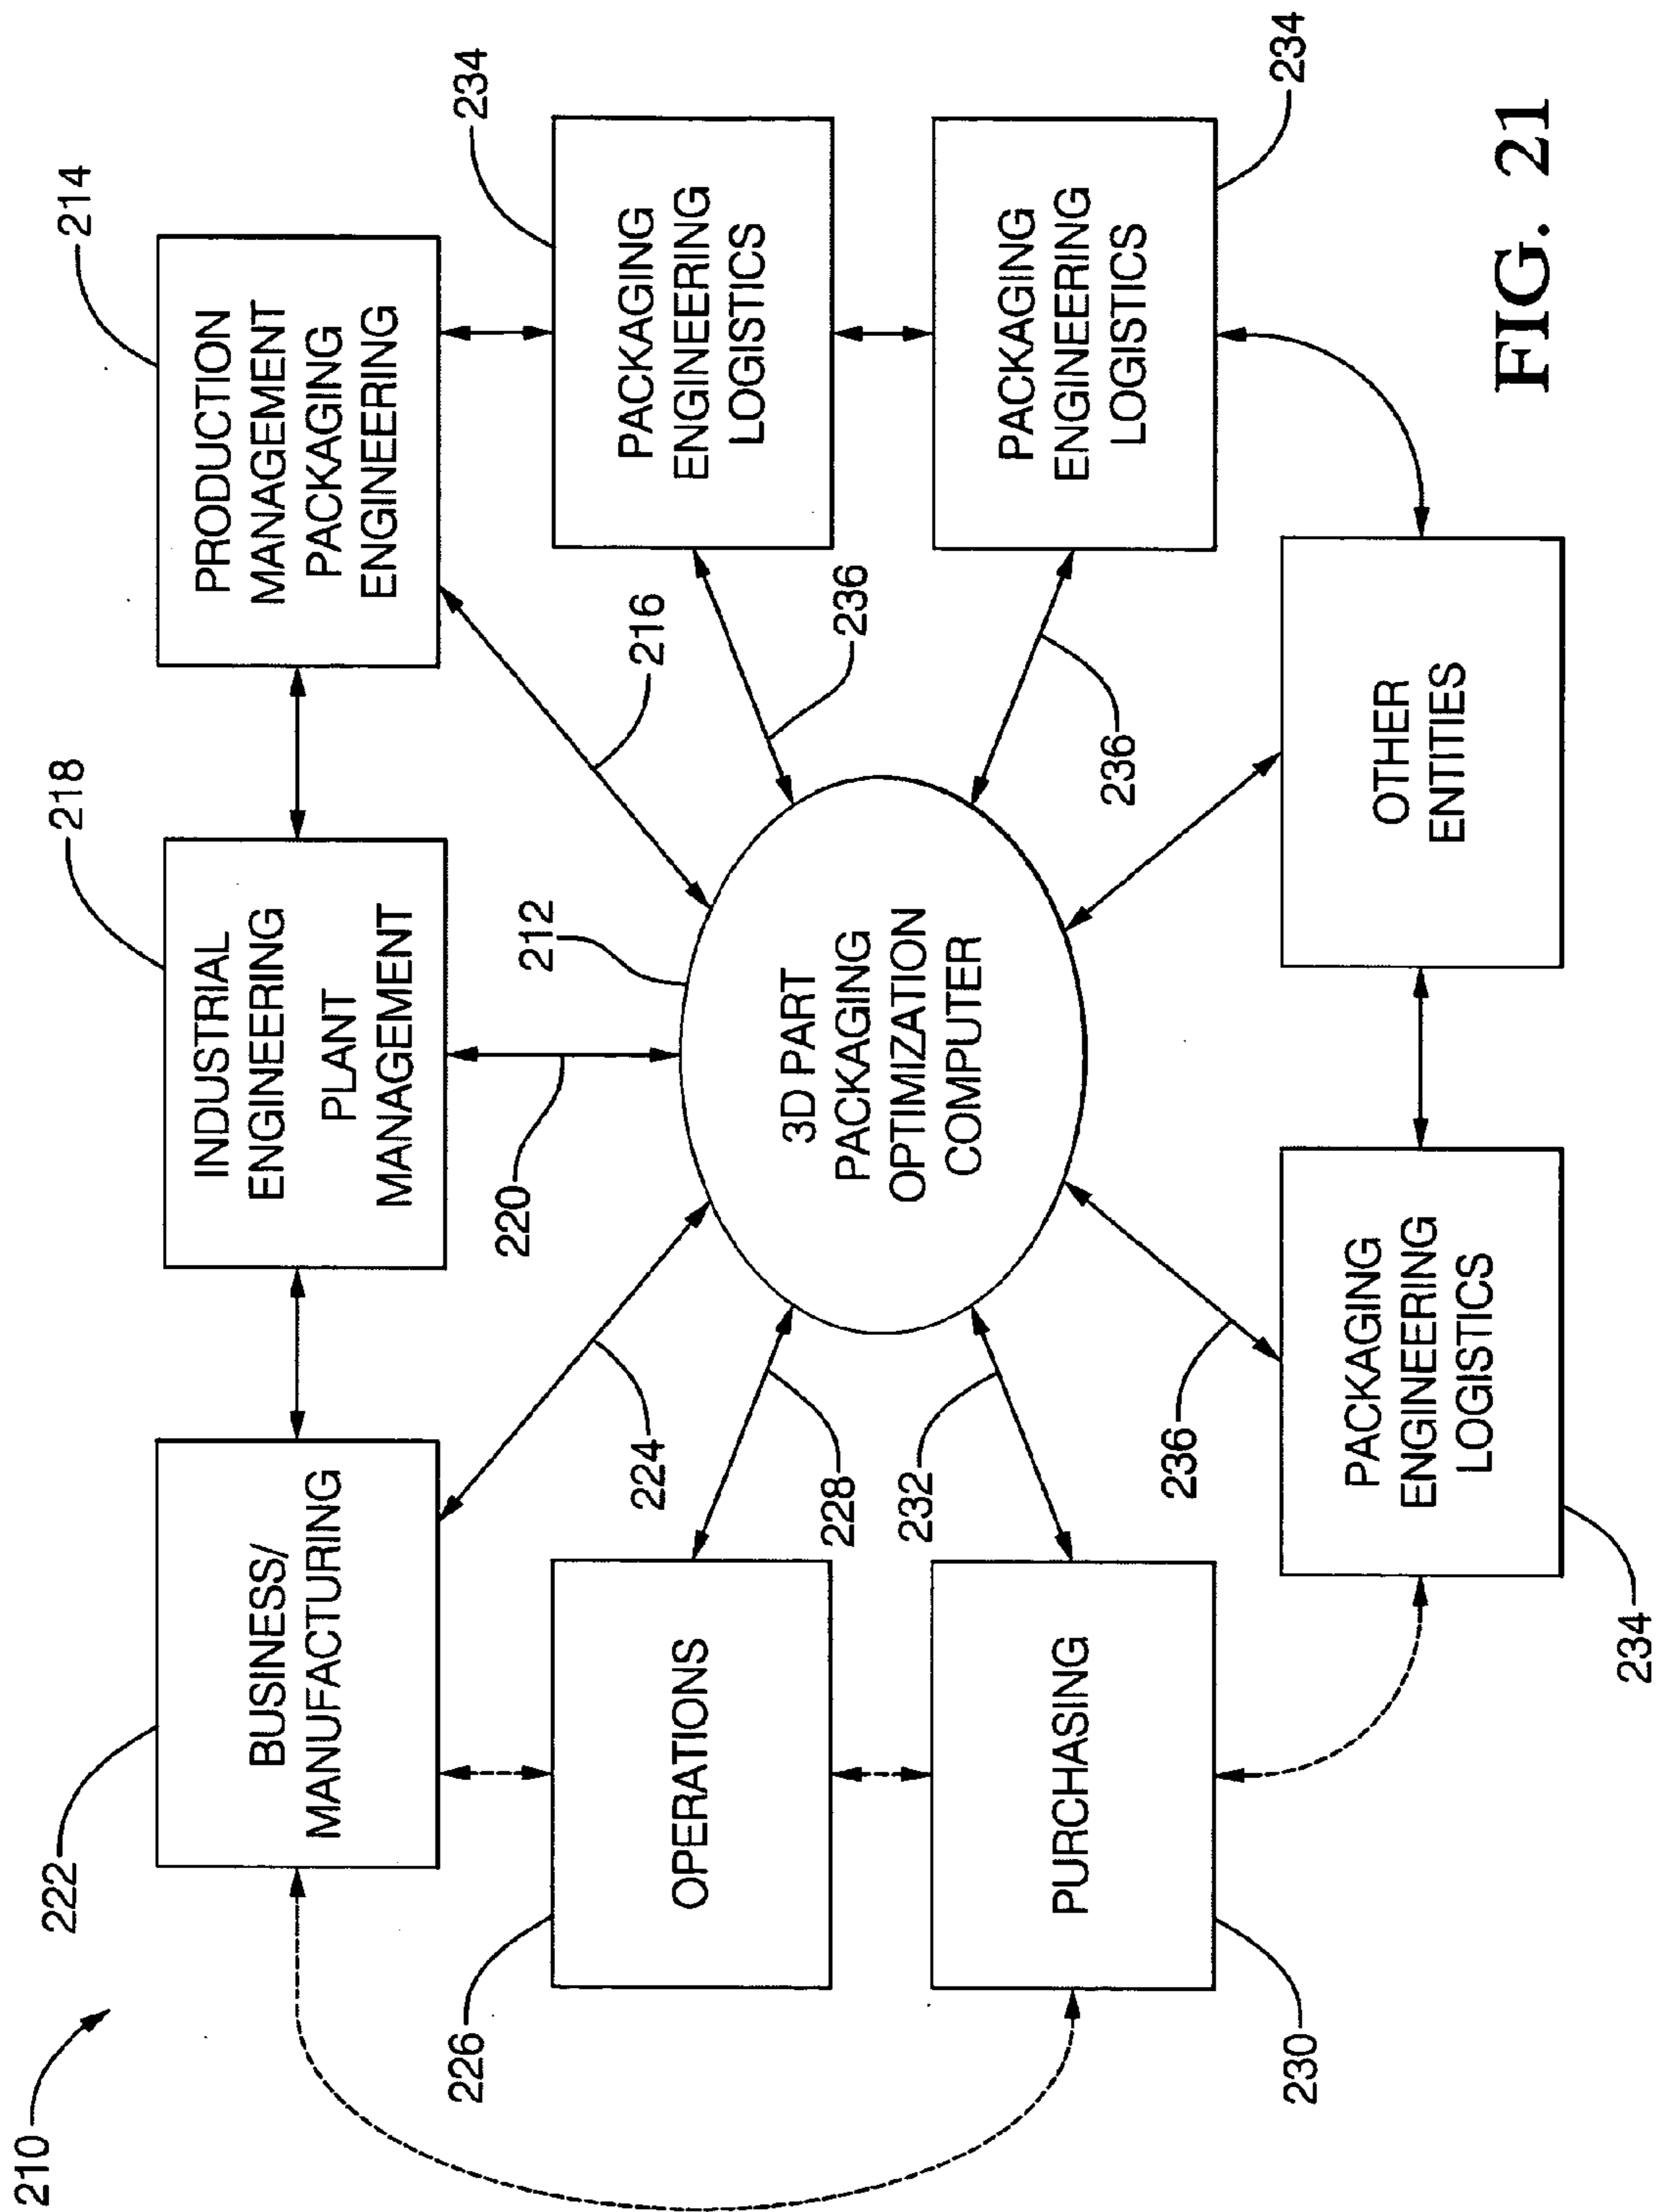 210
222
BUSINESS/
MANUFACTURING
218
INDUSTRIAL
ENGINEERING
PLANT
MANAGEMENT
214
PRODUCTION
MANAGEMENT
PACKAGING
ENGINEERING
224
220
212
216
234
226
OPERATIONS
228
3D PART
PACKAGING
OPTIMIZATION
COMPUTER
236
PACKAGING
ENGINEERING
LOGISTICS
230
PURCHASING
232
236
PACKAGING
ENGINEERING
LOGISTICS
234
236
234
PACKAGING
ENGINEERING
LOGISTICS
OTHER
ENTITIES
FIG. 21